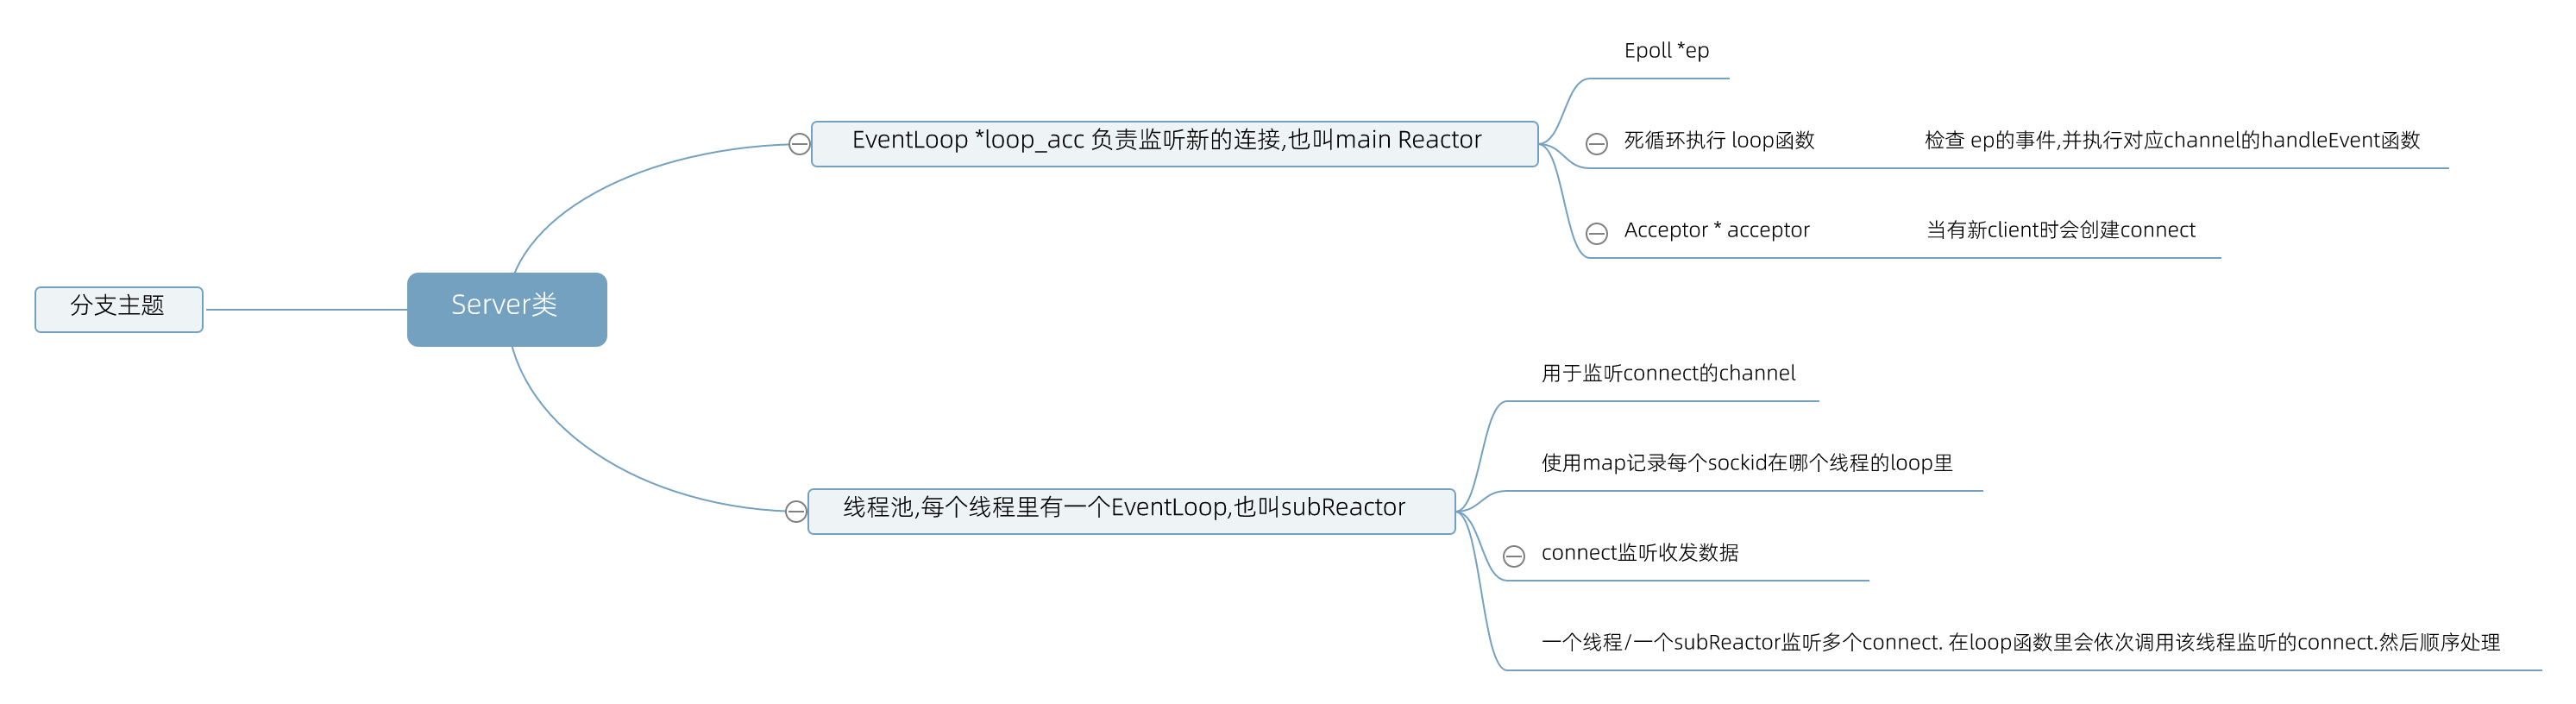 Server类
分支主题
EventLoop *loop_acc 负责监听新的连接,也叫main Reactor
Epoll *ep
死循环执行 loop函数
检查 ep的事件,并执行对应channel的handleEvent函数
Acceptor * acceptor
当有新client时会创建connect
线程池,每个线程里有一个EventLoop,也叫subReactor
用于监听connect的channel
使用map记录每个sockid在哪个线程的loop里
connect监听收发数据
一个线程/一个subReactor监听多个connect. 在loop函数里会依次调用该线程监听的connect.然后顺序处理